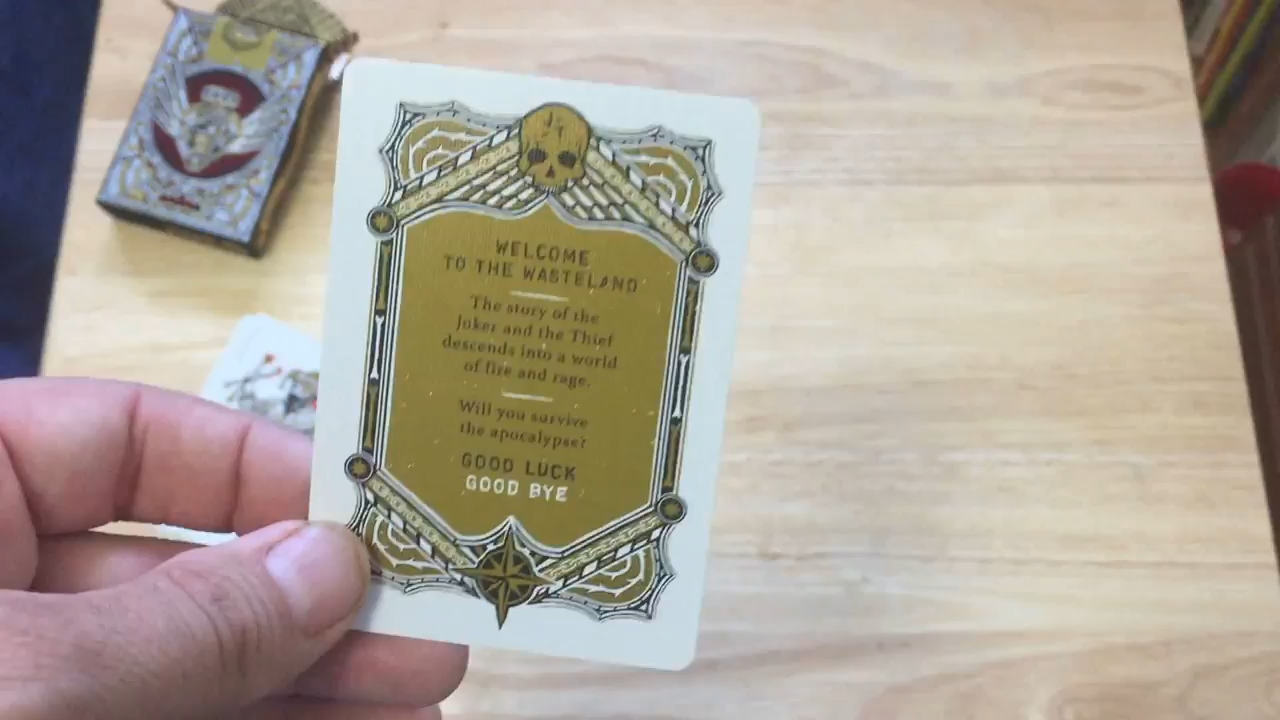 WELCOME
TO THE WASTELAND
The story of the
Joker and the Thief
descends into a world
of fire and rage.
Will you survive
the apocalypse?
GOOD LUCK
GOOD BYE